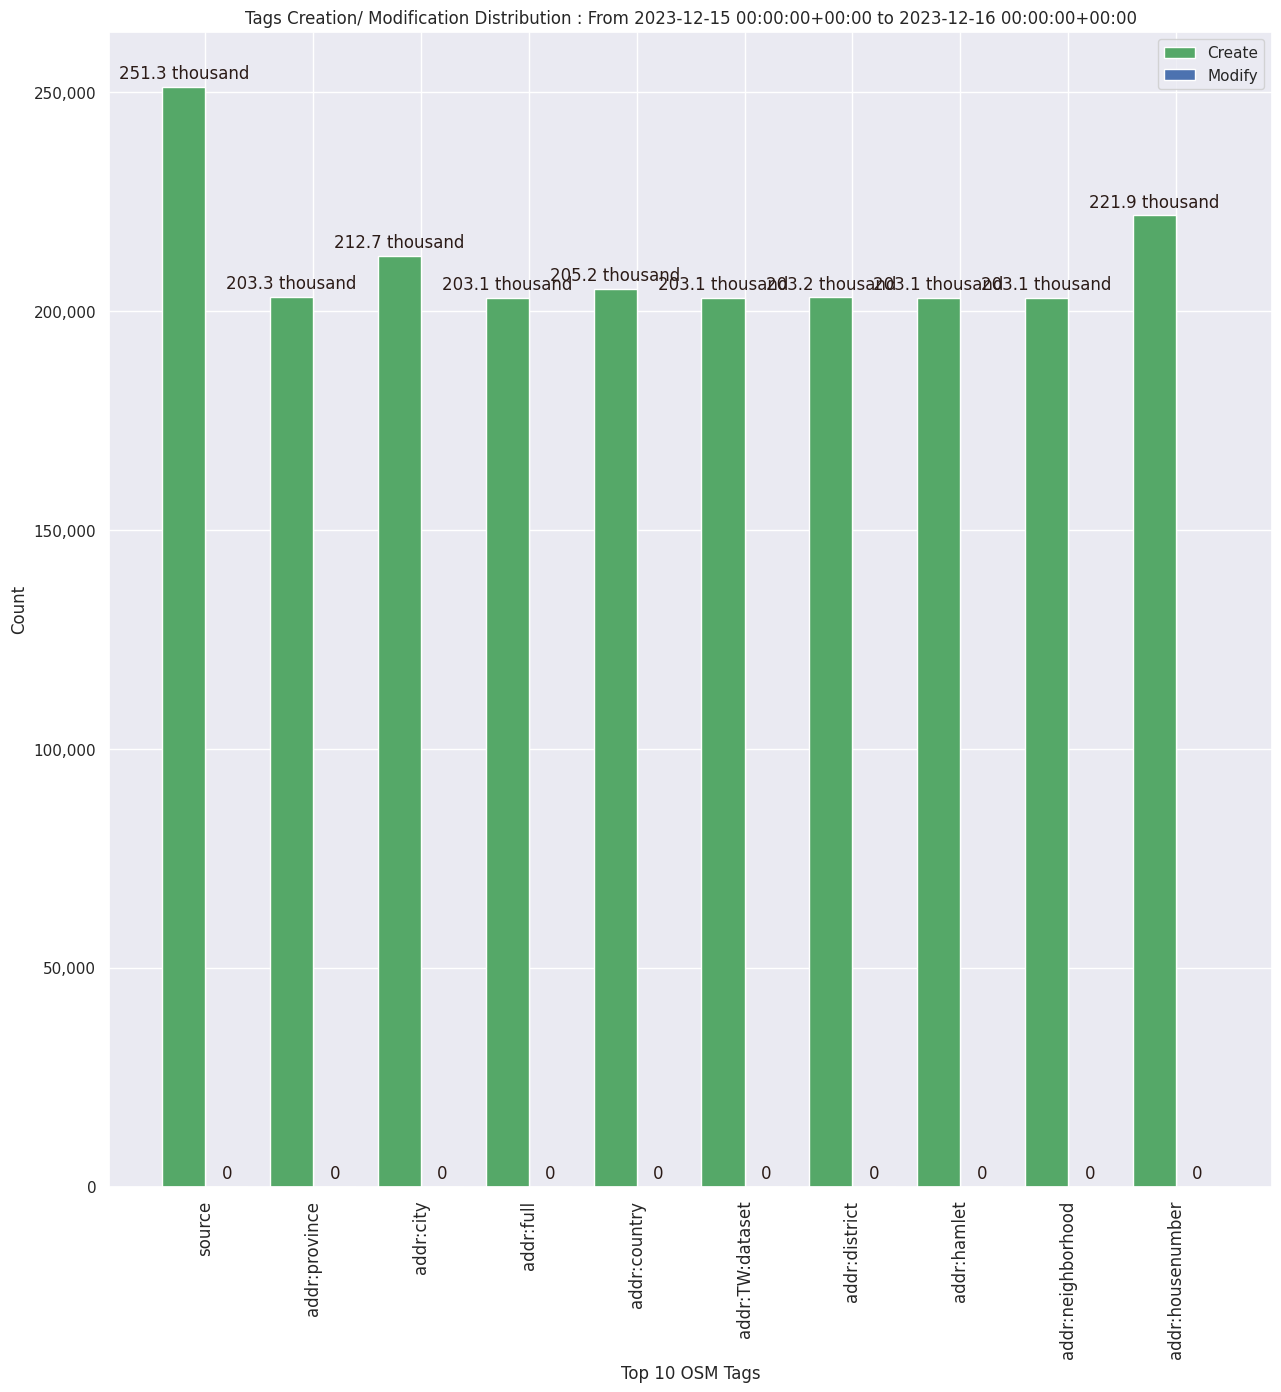 Tags Creation/ Modification Distribution : From 2023-12-15 00:00:00+00:00 to 2023-12-16 00:00:00+00:00
Create
Modify
251.3 thousand
203.3 thousand
212.7 thousand
203.1 thousand
205.2 thousand
203.1 thousand
203.2 thousand
203.1 thousand
203.1 thousand
221.9 thousand
250,000
200,000
150,000
100,000
50,000
0
Count
0
0
0
0
0
0
0
0
0
0
source
addr:province
addr:city
addr:full
addr:country
addr:TW:dataset
addr:district
addr:hamlet
addr:neighborhood
addr:housenumber
Top 10 OSM Tags